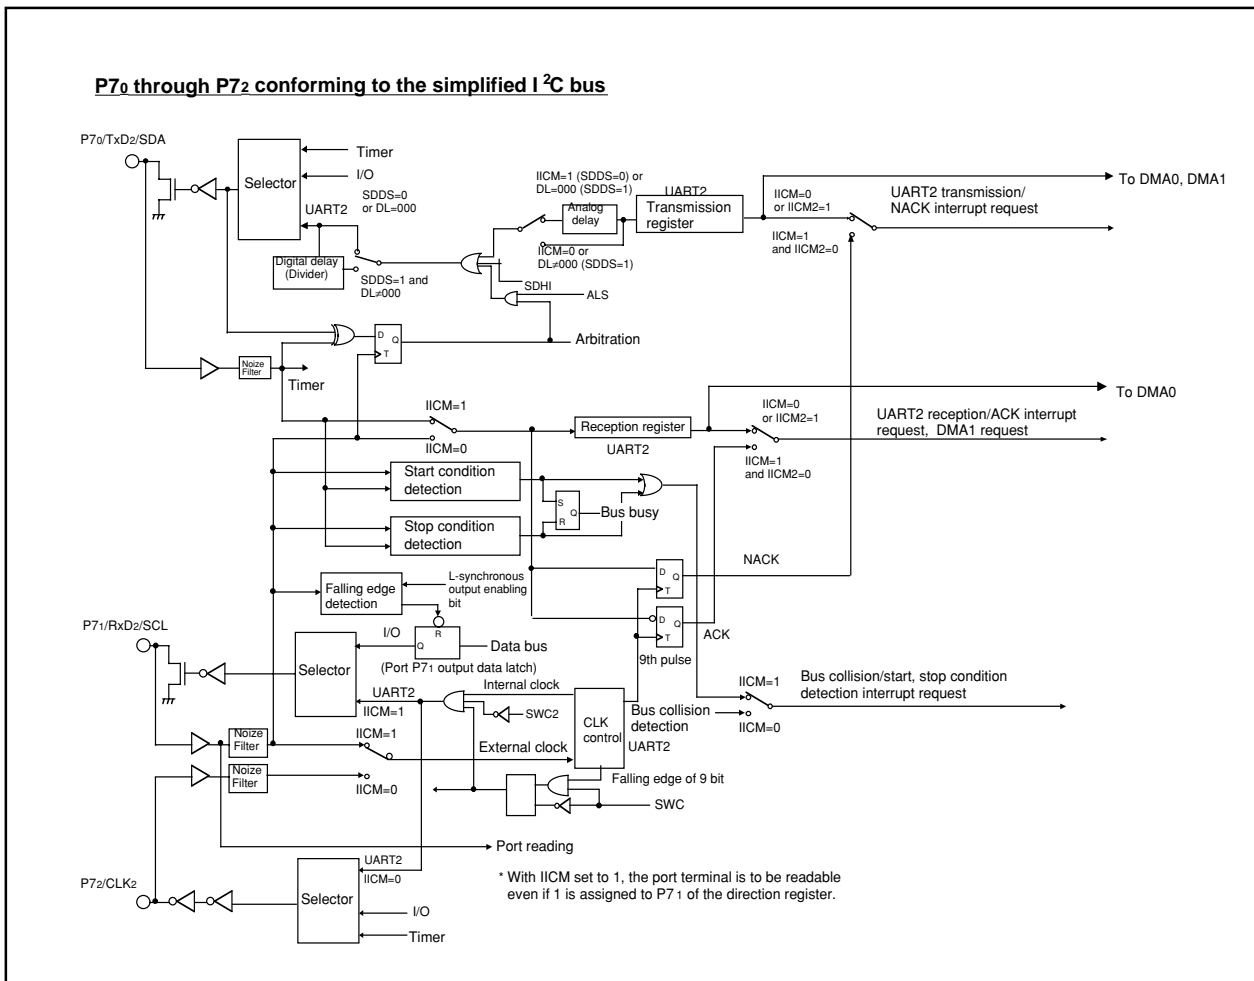 P70 through P72 conforming to the simplified I 2C bus
P70/TxD2/SDA
Selector
Timer
I/O
SDDS=0
or DL=000
UART2
Digital delay
(Divider)
SDDS=1 and
DL≠000
IICM=1 (SDDS=0) or
DL=000 (SDDS=1)
Analog
delay
IICM=0 or
DL≠000 (SDDS=1)
SDHI
ALS
UART2
Transmission
register
IICM=0
or IICM2=1
IICM=1
and IICM2=0
To DMA0, DMA1
UART2 transmission/
NACK interrupt request
D
Q
T
Arbitration
Noize
Filter
Timer
IICM=1
IICM=0
Reception register
UART2
IICM=0
or IICM2=1
IICM=1
and IICM2=0
To DMA0
UART2 reception/ACK interrupt
request, DMA1 request
Start condition
detection
Stop condition
detection
S
Q
R
Bus busy
NACK
D
Q
T
D
Q
T
ACK
9th pulse
Falling edge
detection
L-synchronous
output enabling
bit
P71/RxD2/SCL
Selector
I/O
R
Q
Data bus
(Port P71 output data latch)
UART2
IICM=1
Internal clock
SWC2
CLK
control
UART2
Bus collision
detection
IICM=1
IICM=0
Bus collision/start, stop condition
detection interrupt request
Noize
Filter
IICM=1
External clock
Noize
Filter
IICM=0
Falling edge of 9 bit
SWC
Port reading
P72/CLK2
UART2
IICM=0
Selector
I/O
Timer
* With IICM set to 1, the port terminal is to be readable
even if 1 is assigned to P71 of the direction register.